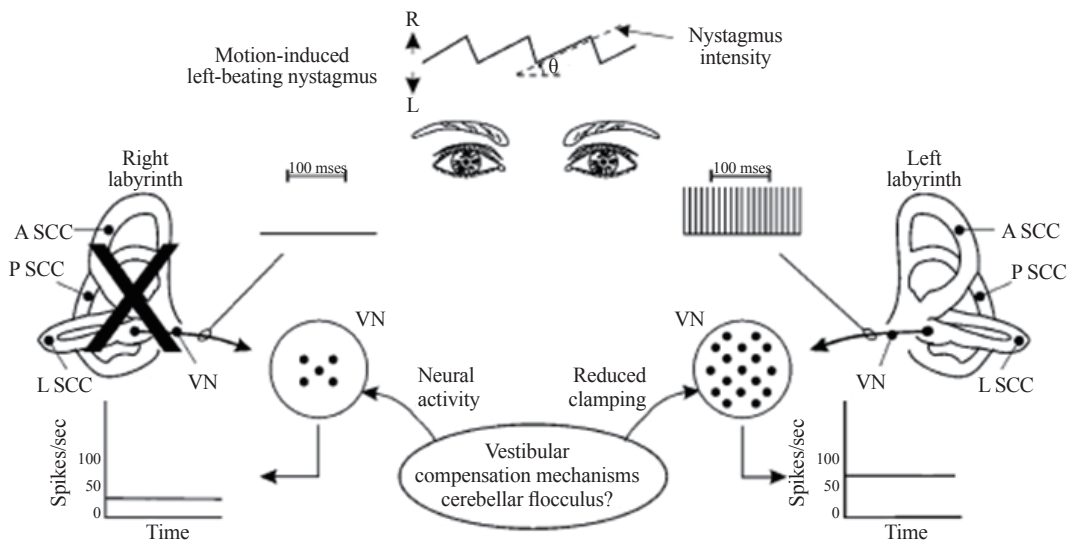 R
Motion-induced
left-beating nystagmus
θ
Nystagmus
intensity
L
Right
labyrinth
100 mses
100 mses
Left
labyrinth
A SCC
A SCC
P SCC
P SCC
VN
VN
L SCC
VN
VN
L SCC
Neural
activity
Reduced
clamping
Vestibular
compensation mechanisms
cerebellar flocculus?
Spikes/sec
100
50
0
Time
Spikes/sec
100
50
0
Time